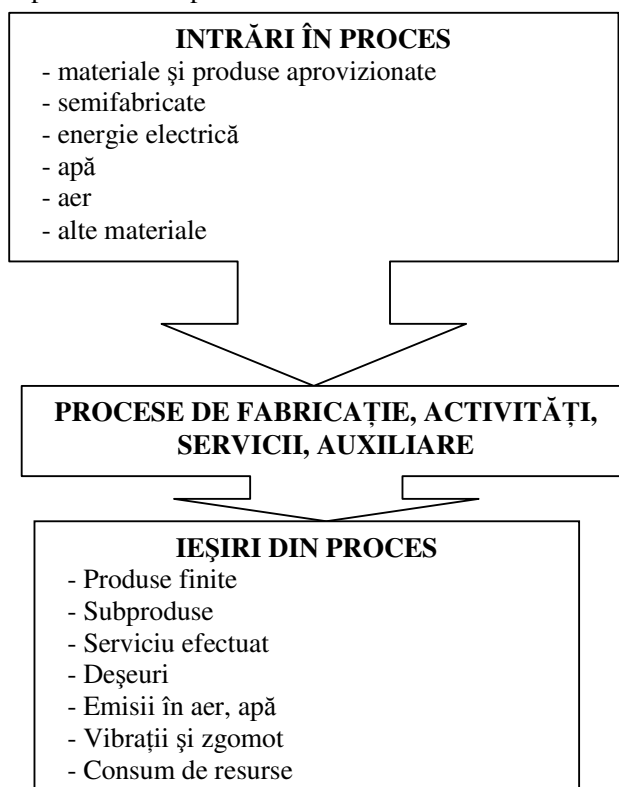 INTRĂRI ÎN PROCES
- materiale şi produse aprovizionate
- semifabricate
- energie electrică
- apă
- aer
- alte materiale
PROCESE DE FABRICAȚIE, ACTIVITĂȚI,
SERVICII, AUXILIARE
IEŞIRI DIN PROCES
- Produse finite
- Subproduse
- Serviciu efectuat
- Deşeuri
- Emisii în aer, apă
- Vibrații şi zgomot
- Consum de resurse